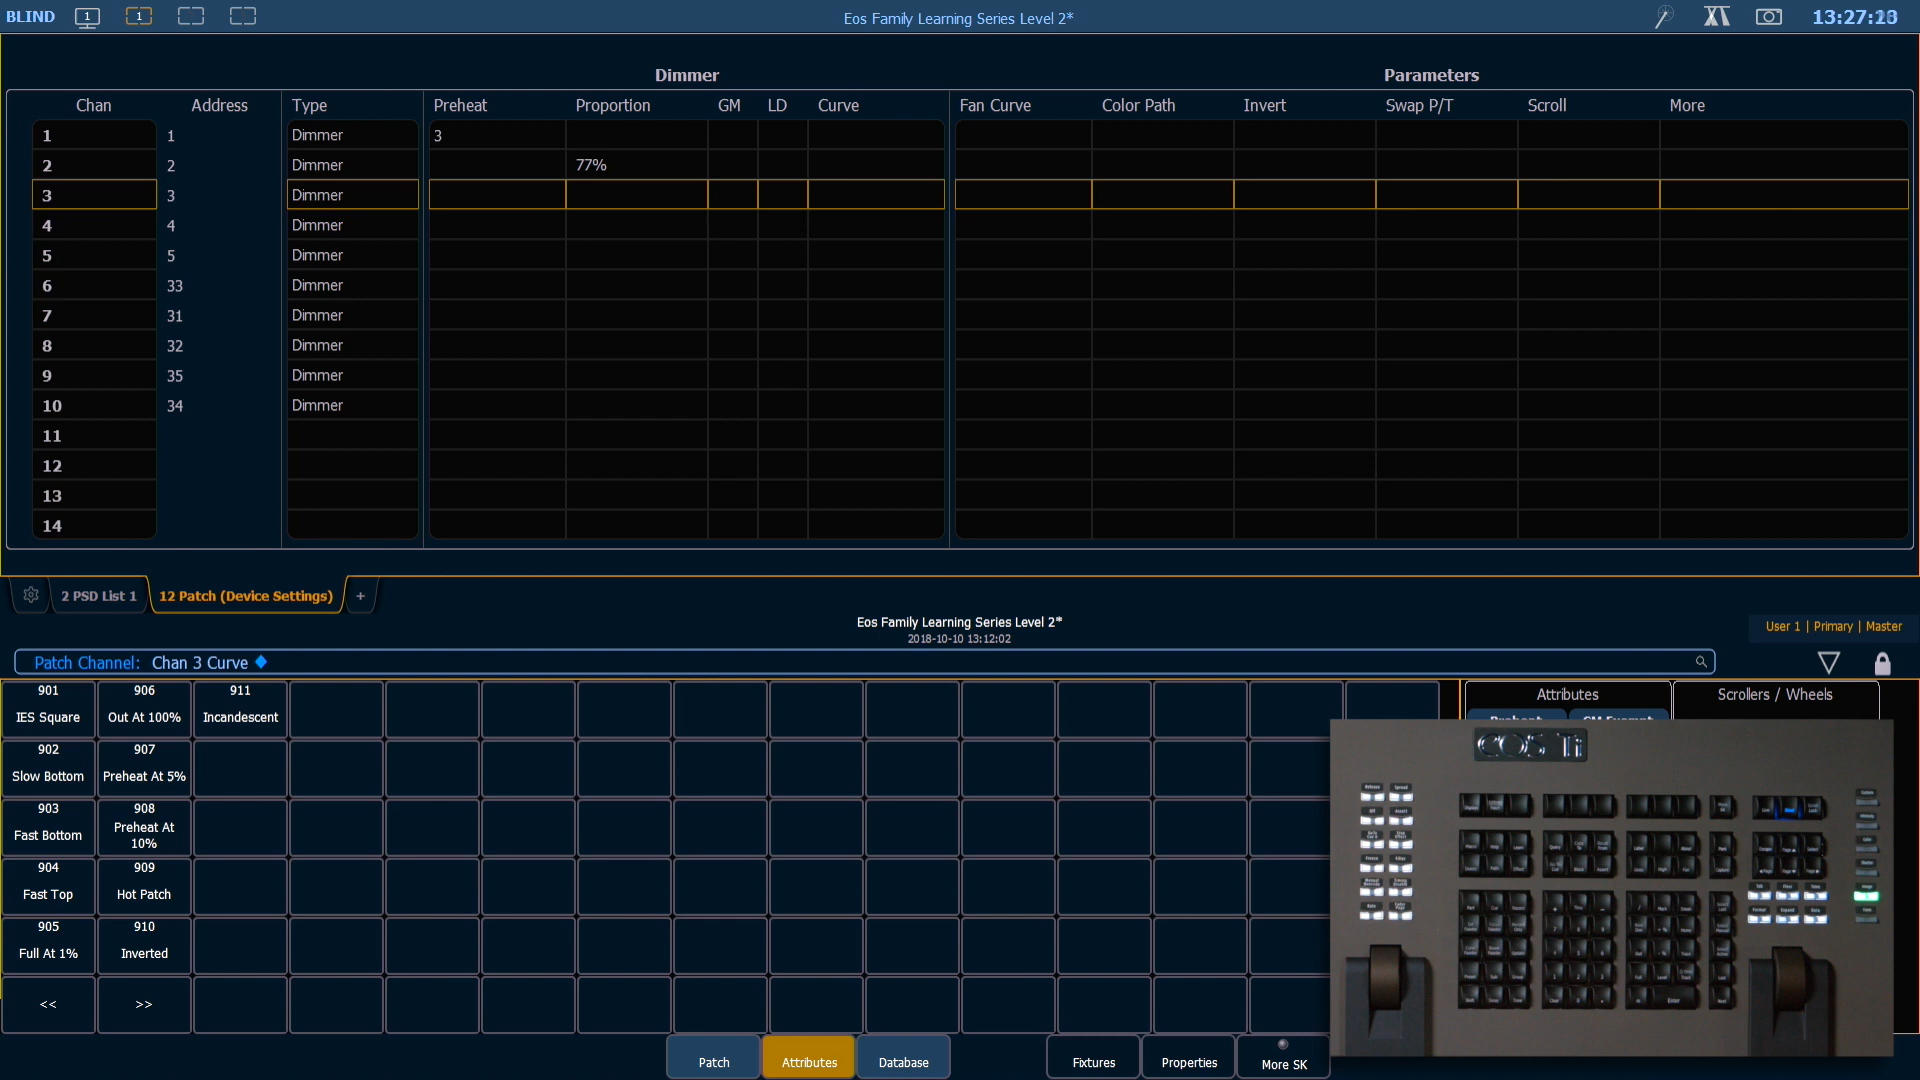 BLIND 1 1 Eos Family Learning Series Level 2*
Dimmer Parameters
Chan Address Type Preheat Proportion GM LD Curve Fan Curve Color Path Invert Swap P/T Scroll More
1 1 Dimmer 3
2 2 Dimmer 77%
3 3 Dimmer
4 4 Dimmer
5 5 Dimmer
6 33 Dimmer
7 31 Dimmer
8 32 Dimmer
9 35 Dimmer
10 34 Dimmer
11
12
13
14
2 PSD List 1 12 Patch (Device Settings) +
Eos Family Learning Series Level 2*
2018-10-10 13:12:02
User 1 | Primary | Master
Patch Channel: Chan 3 Curve
901 906 911
IES Square Out At 100% Incandescent
902 907
Slow Bottom Preheat At 5%
903 908
Fast Bottom Preheat At
10%
904 909
Fast Top Hot Patch
905 910
Full At 1% Inverted
<< >>
Attributes Scrollers / Wheels
Patch Attributes Database Fixtures Properties More SK